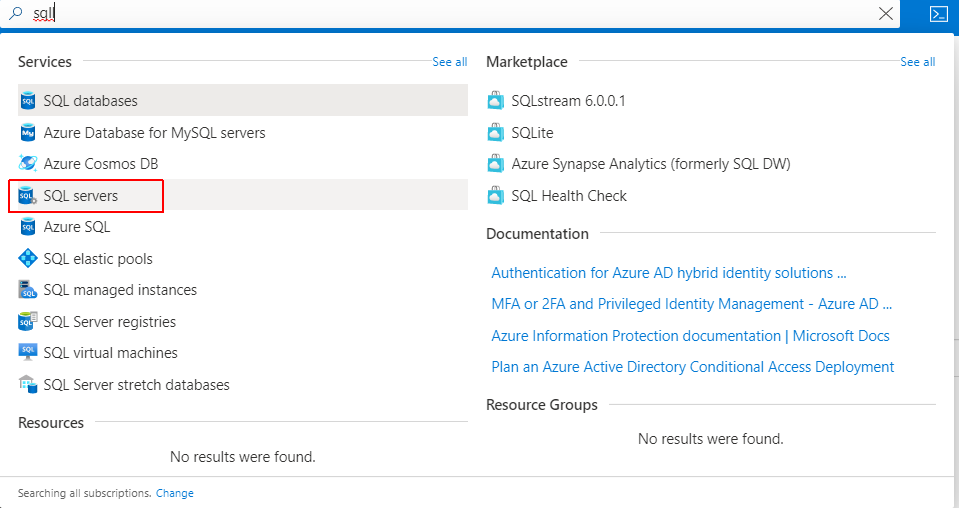 sqll
Services
See all
SQL databases
Azure Database for MySQL servers
Azure Cosmos DB
SQL servers
Azure SQL
SQL elastic pools
SQL managed instances
SQL Server registries
SQL virtual machines
SQL Server stretch databases
Resources
No results were found.
Marketplace
See all
SQLstream 6.0.0.1
SQLite
Azure Synapse Analytics (formerly SQL DW)
SQL Health Check
Documentation
Authentication for Azure AD hybrid identity solutions ...
MFA or 2FA and Privileged Identity Management - Azure AD ...
Azure Information Protection documentation | Microsoft Docs
Plan an Azure Active Directory Conditional Access Deployment
Resource Groups
No results were found.
Searching all subscriptions. Change